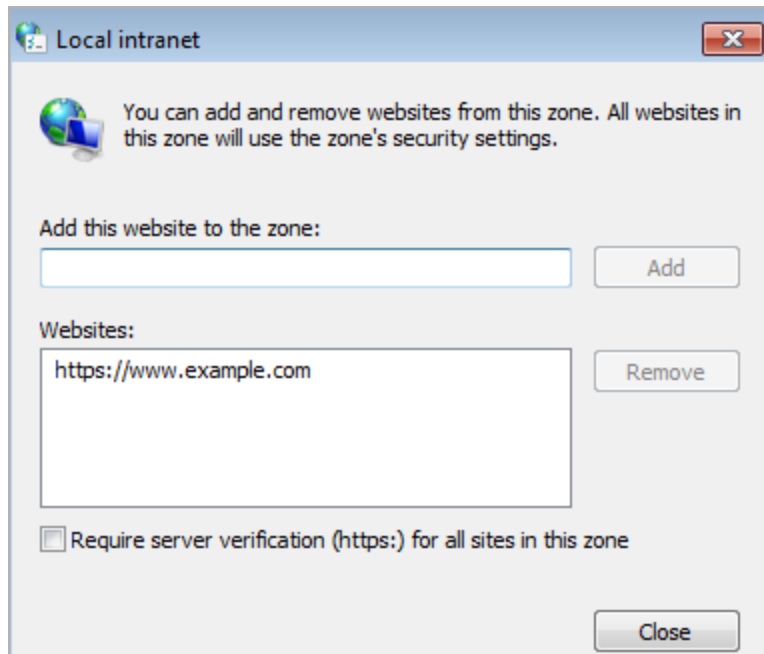 Local intranet
You can add and remove websites from this zone. All websites in
this zone will use the zone's security settings.
Add this website to the zone:
Add
Websites:
https://www.example.com
Remove
Require server verification (https:) for all sites in this zone
Close